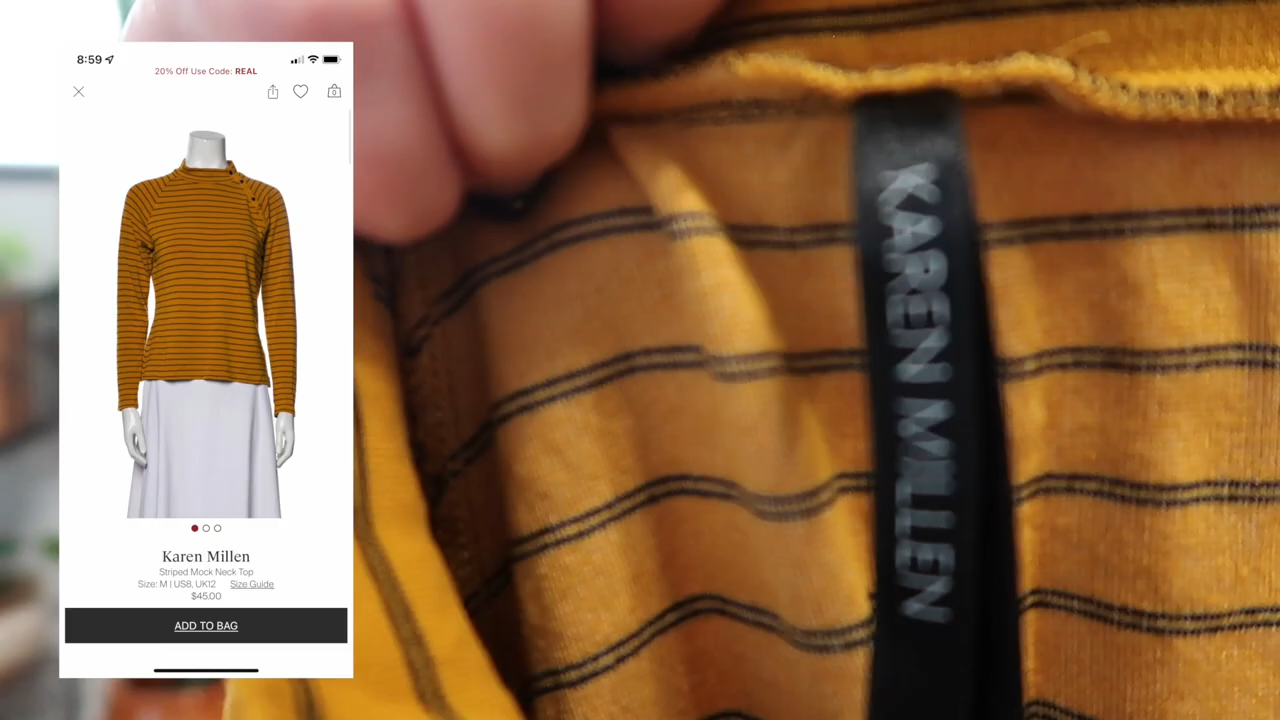 8:59
20% Off Use Code: REAL
0
Karen Millen
Striped Mock Neck Top
Size: M | US8, UK12 Size Guide
$45.00
ADD TO BAG
KAREN MILLEN